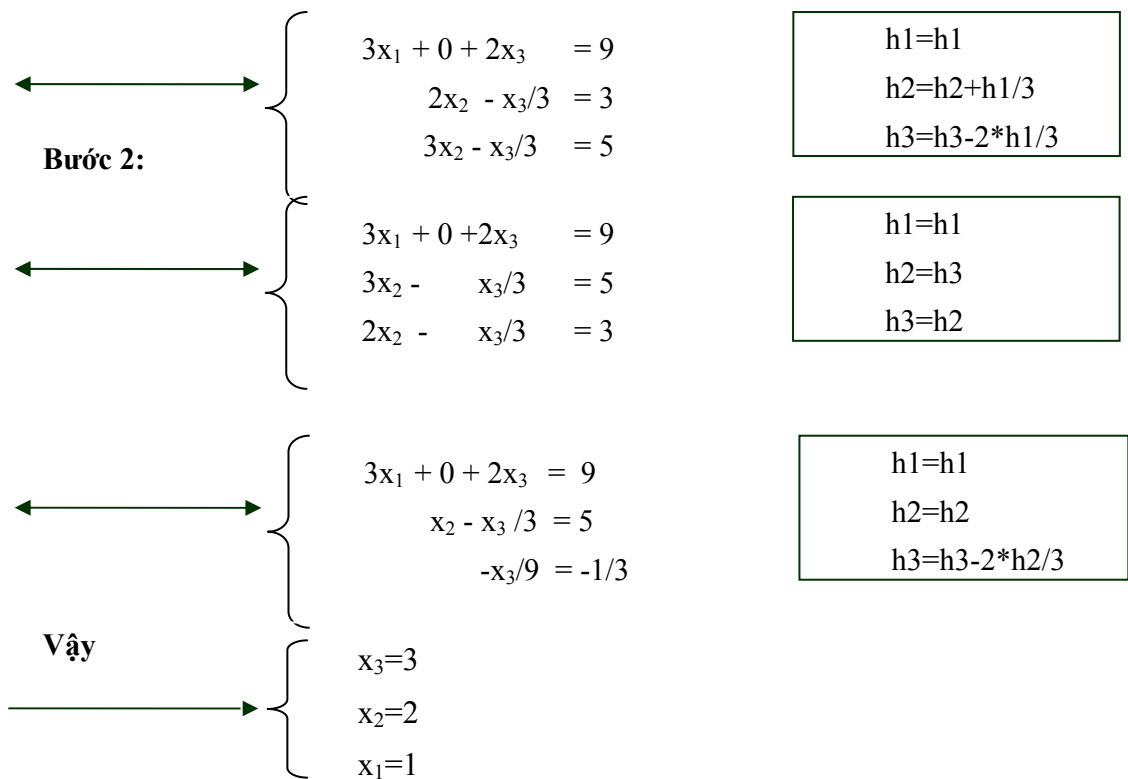 3x₁ + 0 + 2x₃ = 9
2x₂ - x₃/3 = 3
3x₂ - x₃/3 = 5
h1=h1
h2=h2+h1/3
h3=h3-2*h1/3
Bước 2:
3x₁ + 0 +2x₃ = 9
3x₂ - x₃/3 = 5
2x₂ - x₃/3 = 3
h1=h1
h2=h3
h3=h2
3x₁ + 0 + 2x₃ = 9
x₂ - x₃ /3 = 5
-x₃/9 = -1/3
h1=h1
h2=h2
h3=h3-2*h2/3
Vậy
x₃=3
x₂=2
x₁=1